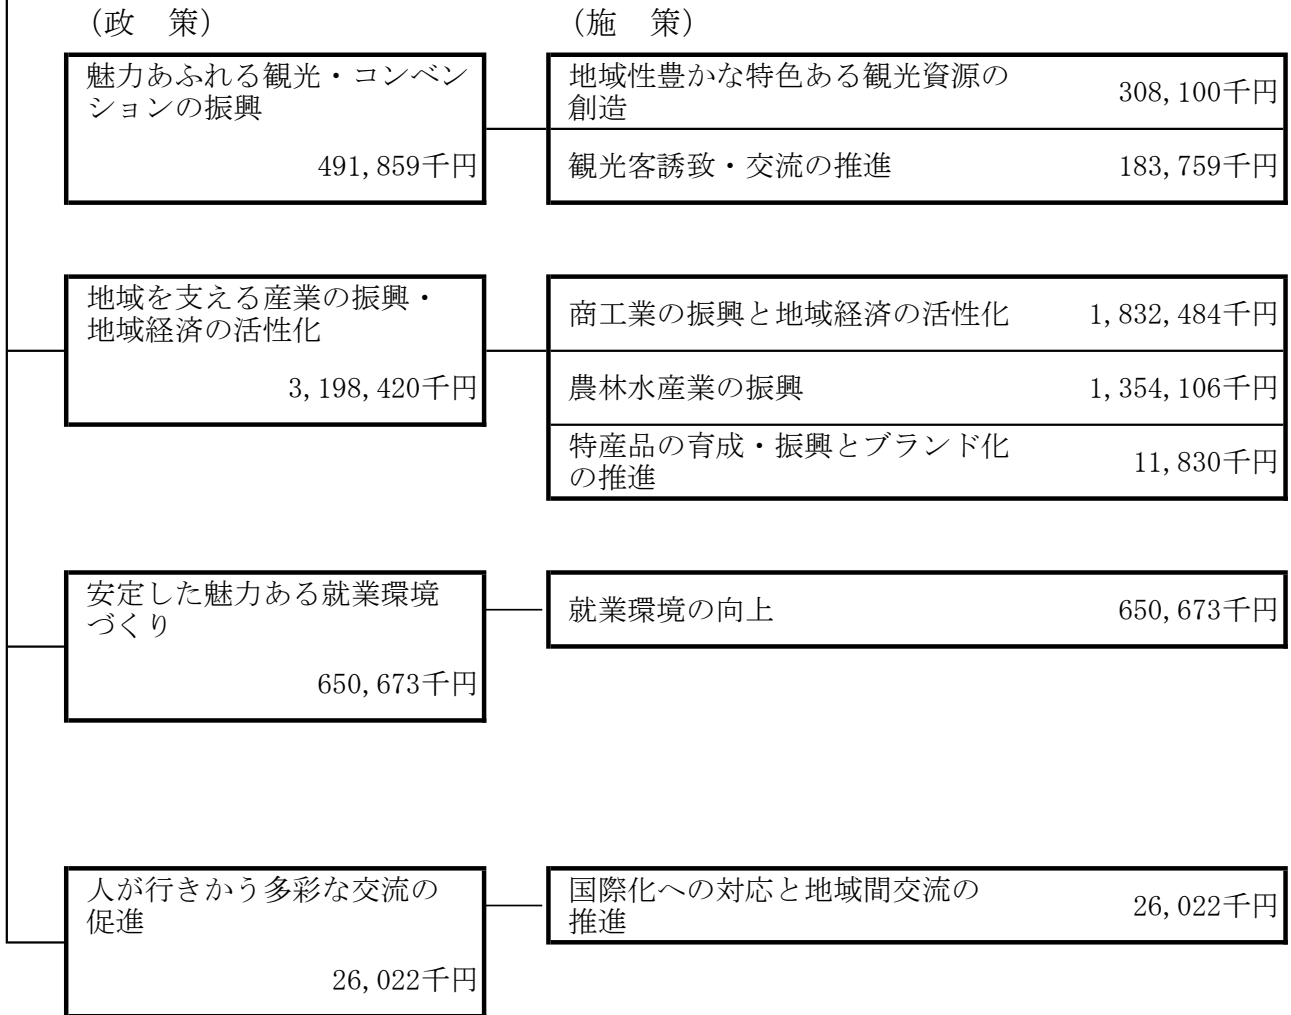 （政　策）
（施　策）
魅力あふれる観光・コンベン
ションの振興
491,859千円
地域性豊かな特色ある観光資源の
創造
308,100千円
観光客誘致・交流の推進
183,759千円
地域を支える産業の振興・
地域経済の活性化
3,198,420千円
商工業の振興と地域経済の活性化
1,832,484千円
農林水産業の振興
1,354,106千円
特産品の育成・振興とブランド化
の推進
11,830千円
安定した魅力ある就業環境
づくり
650,673千円
就業環境の向上
650,673千円
人が行きかう多彩な交流の
促進
26,022千円
国際化への対応と地域間交流の
推進
26,022千円